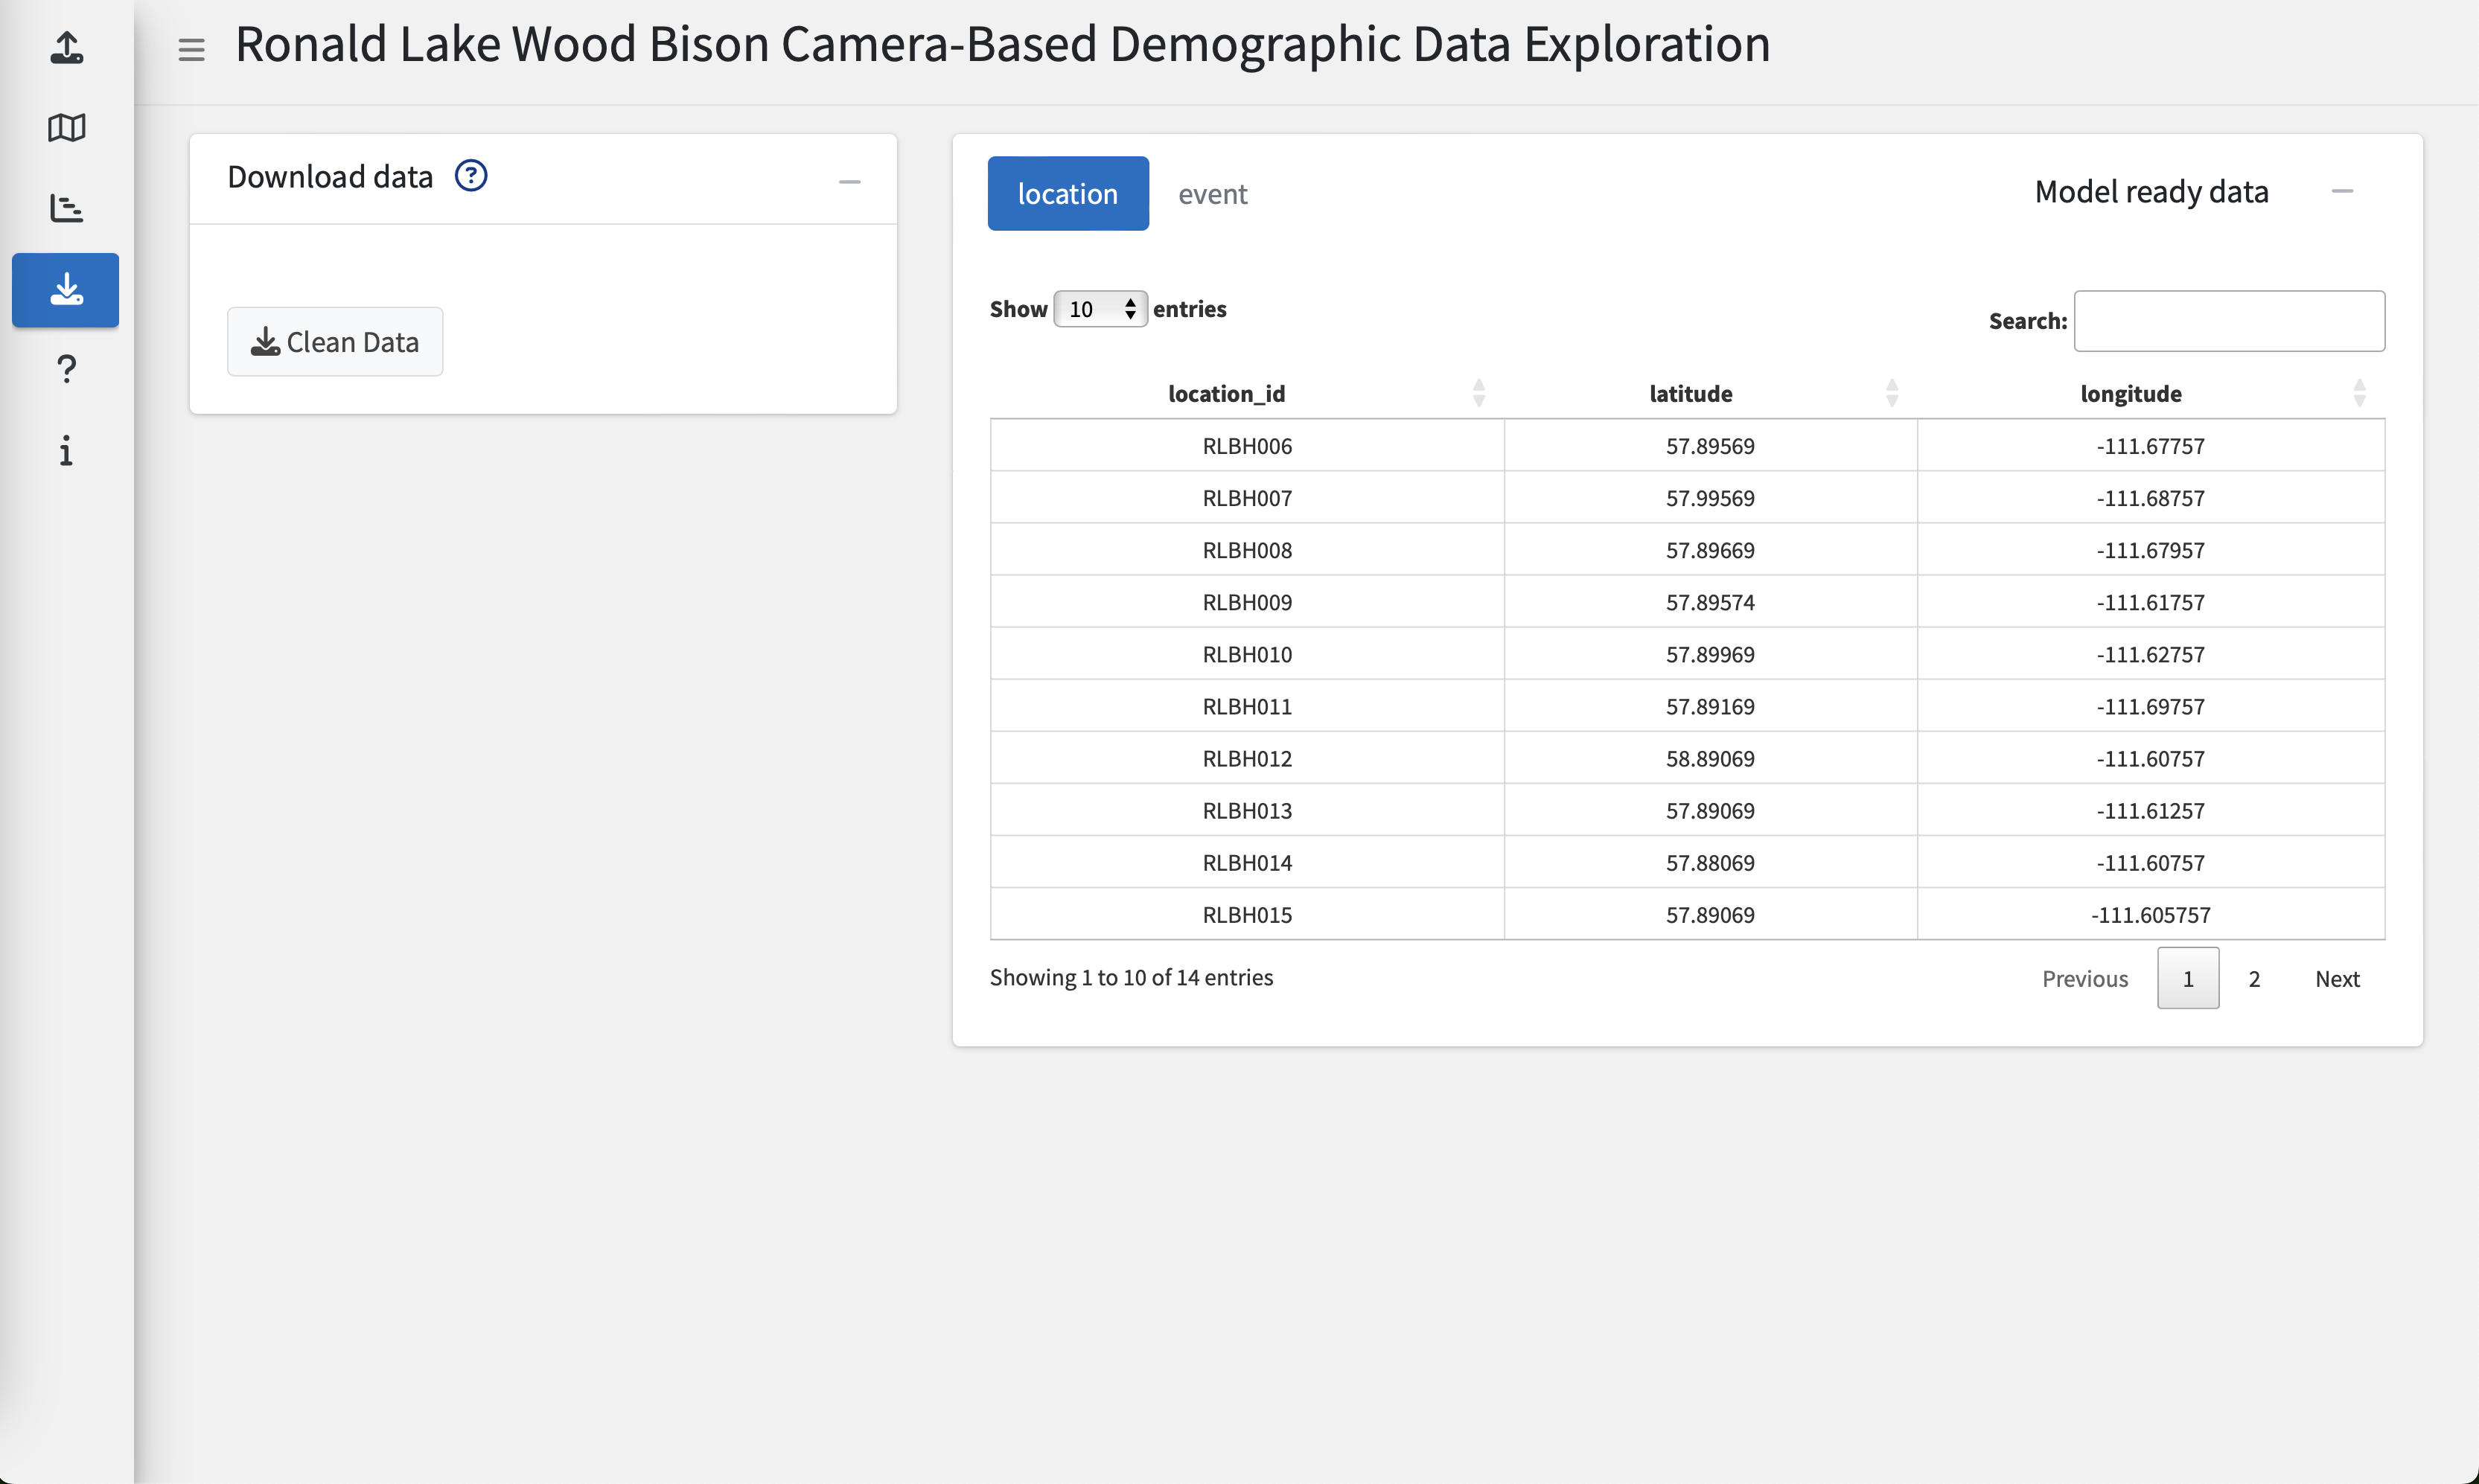 Ronald Lake Wood Bison Camera-Based Demographic Data Exploration
Download data ?
Clean Data
?
i
location event Model ready data
Show 10 entries Search:
location_id latitude longitude
RLBH006 57.89569 -111.67757
RLBH007 57.99569 -111.68757
RLBH008 57.89669 -111.67957
RLBH009 57.89574 -111.61757
RLBH010 57.89969 -111.62757
RLBH011 57.89169 -111.69757
RLBH012 58.89069 -111.60757
RLBH013 57.89069 -111.61257
RLBH014 57.88069 -111.60757
RLBH015 57.89069 -111.605757
Showing 1 to 10 of 14 entries Previous 1 2 Next